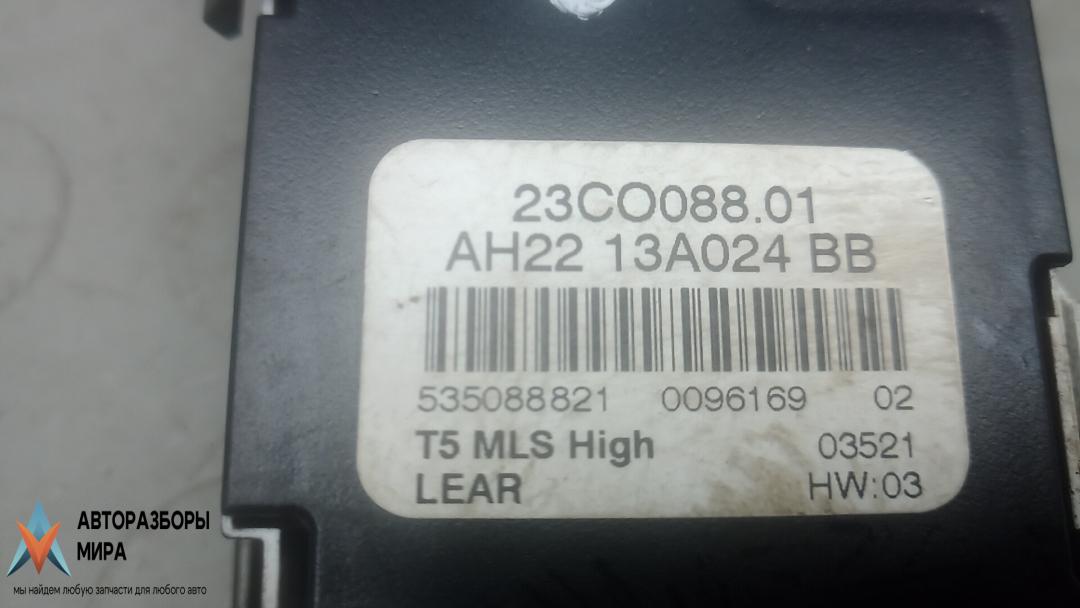 23CO088.01
AH22 13A024 BB
535088821 0096169 02
T5 MLS High 03521
LEAR HW:03
АВТОРАЗБОРЫ
МИРА
мы найдем любую запчасти для любого авто